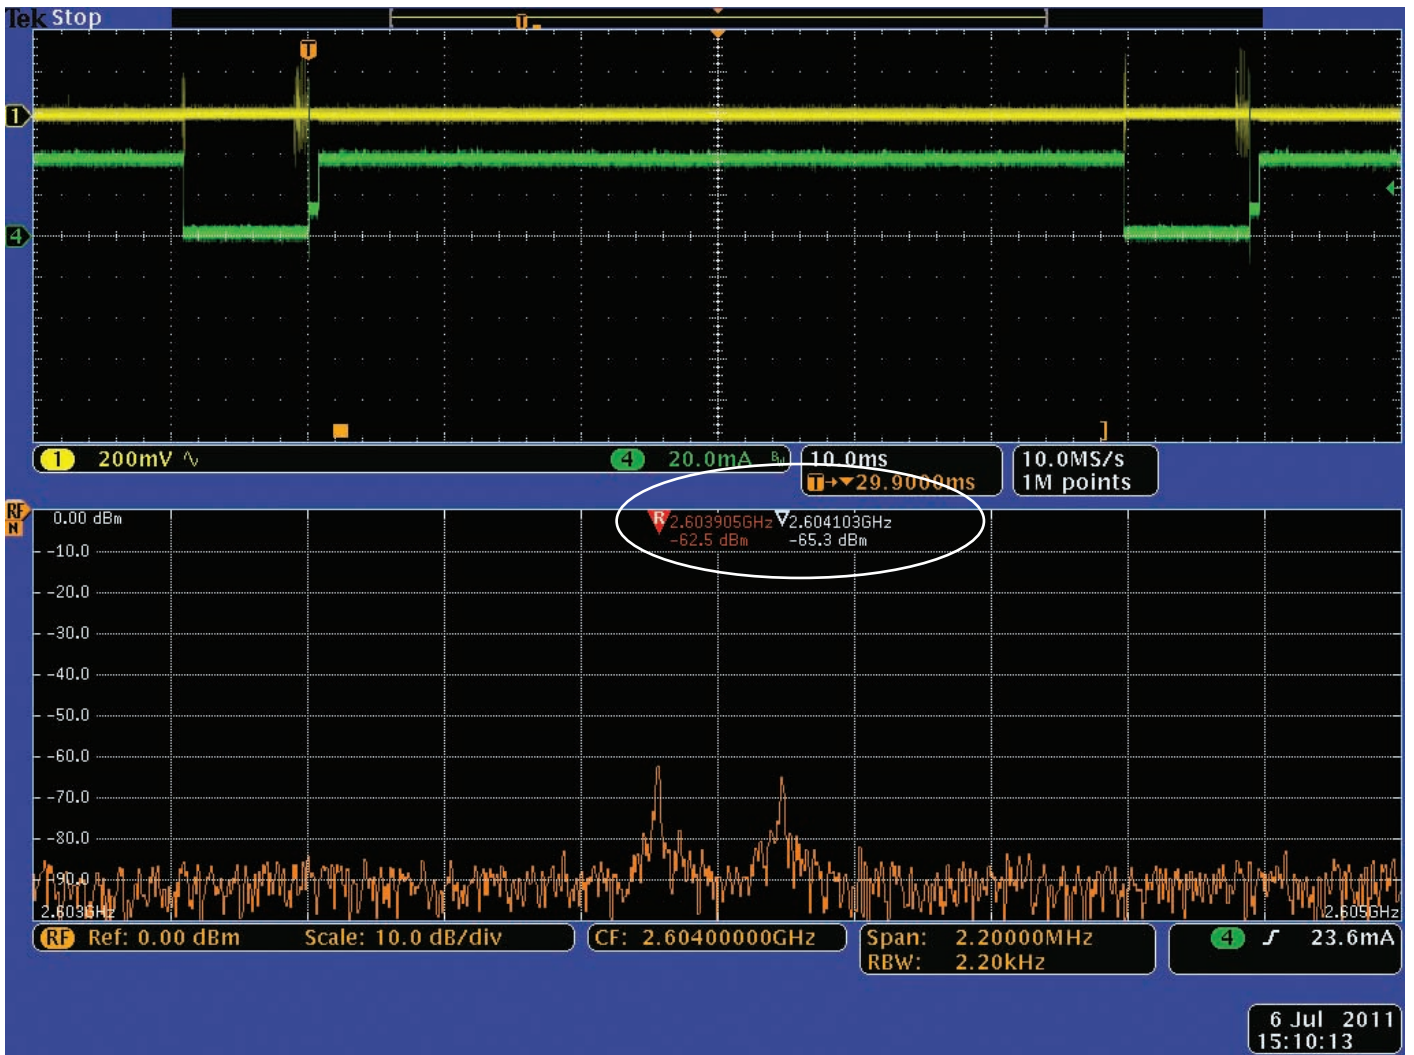 Tek Stop
T
T
1
4
1 200mV
4 20.0mA BW
10.0ms
T→▼29.9000ms
10.0MS/s
1M points
RF
N
0.00 dBm
R 2.603905GHz 2.604103GHz
-62.5 dBm -65.3 dBm
-10.0
-20.0
-30.0
-40.0
-50.0
-60.0
-70.0
-80.0
-90.0
2.603GHz 2.605GHz
RF Ref: 0.00 dBm Scale: 10.0 dB/div
CF: 2.60400000GHz
Span: 2.20000MHz
RBW: 2.20kHz
4 23.6mA
6 Jul 2011
15:10:13